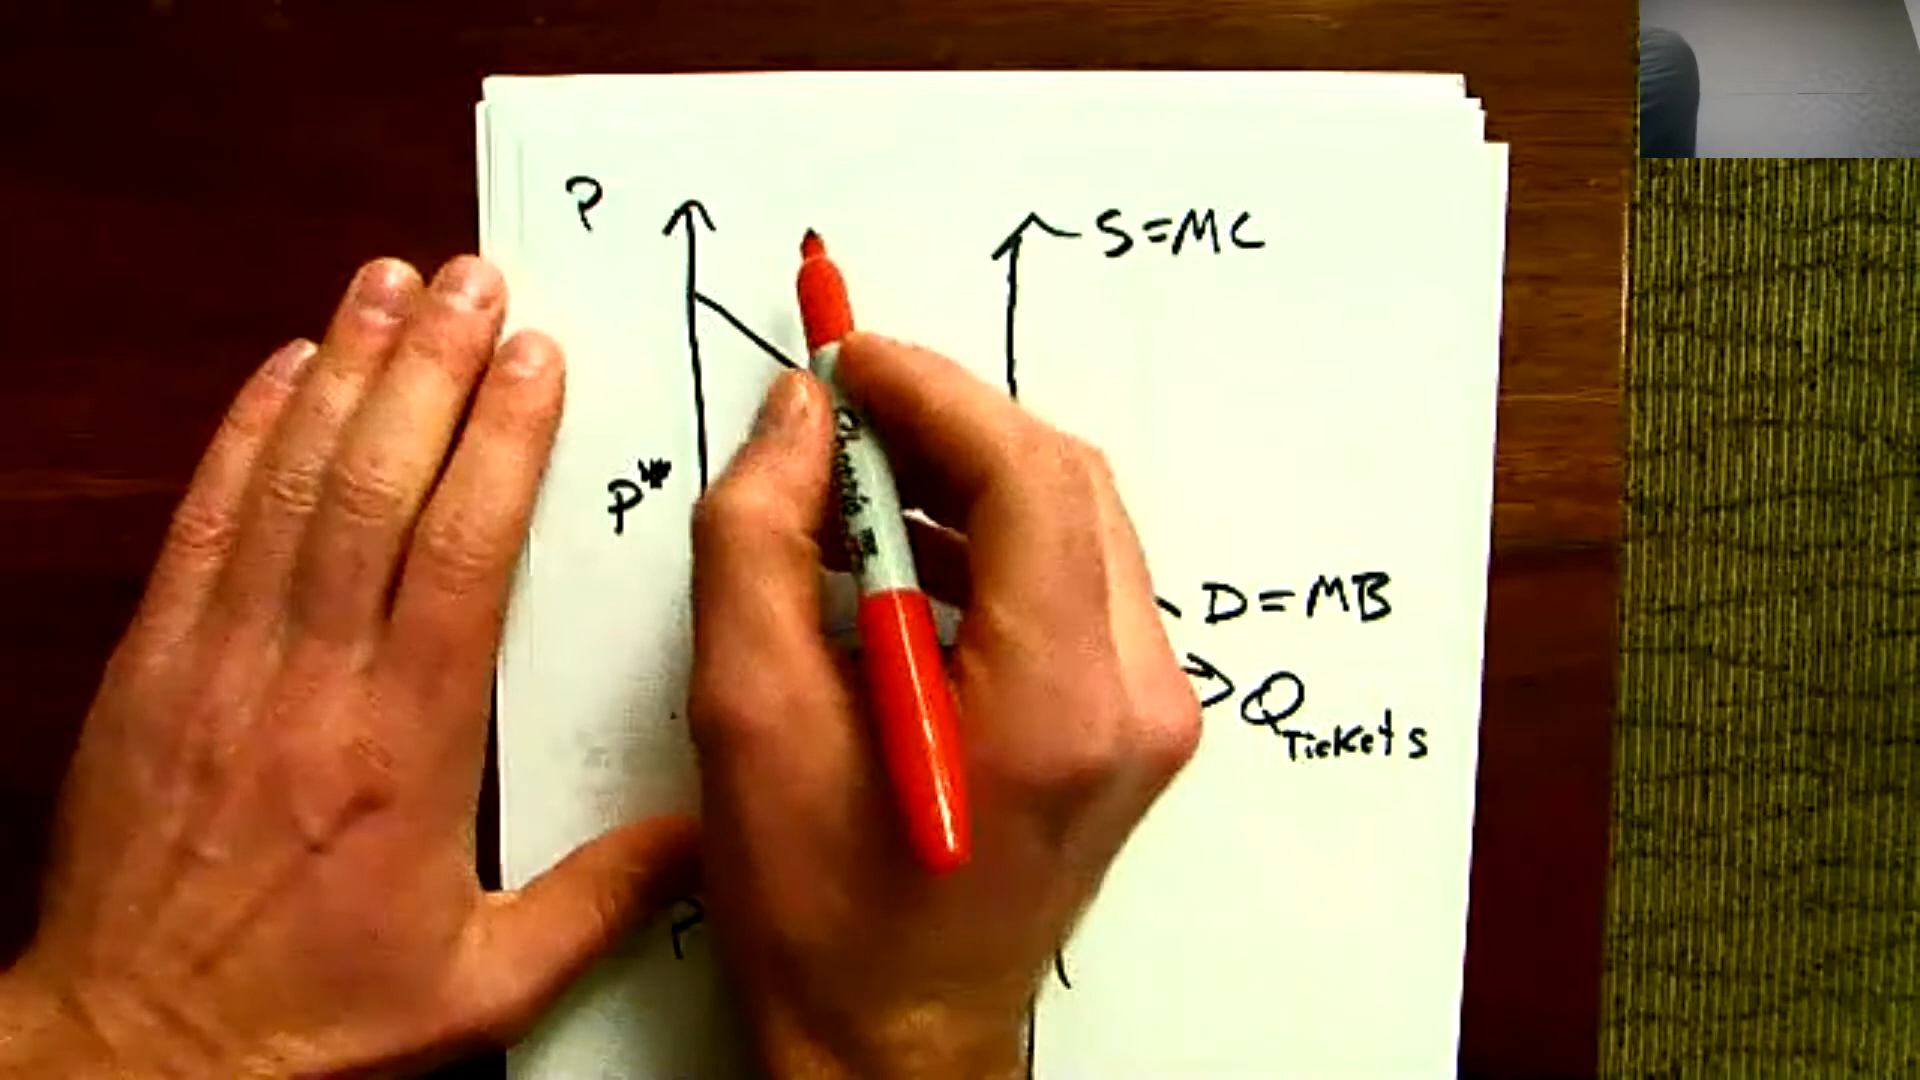 P
S=MC
P*
D=MB
Q Tickets
P